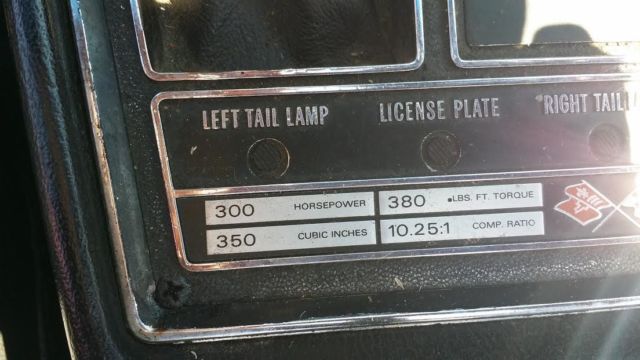 LEFT TAIL LAMP LICENSE PLATE RIGHT TAIL
300 HORSEPOWER 380 LBS. FT. TORQUE
350 CUBIC INCHES 10.25:1 COMP. RATIO